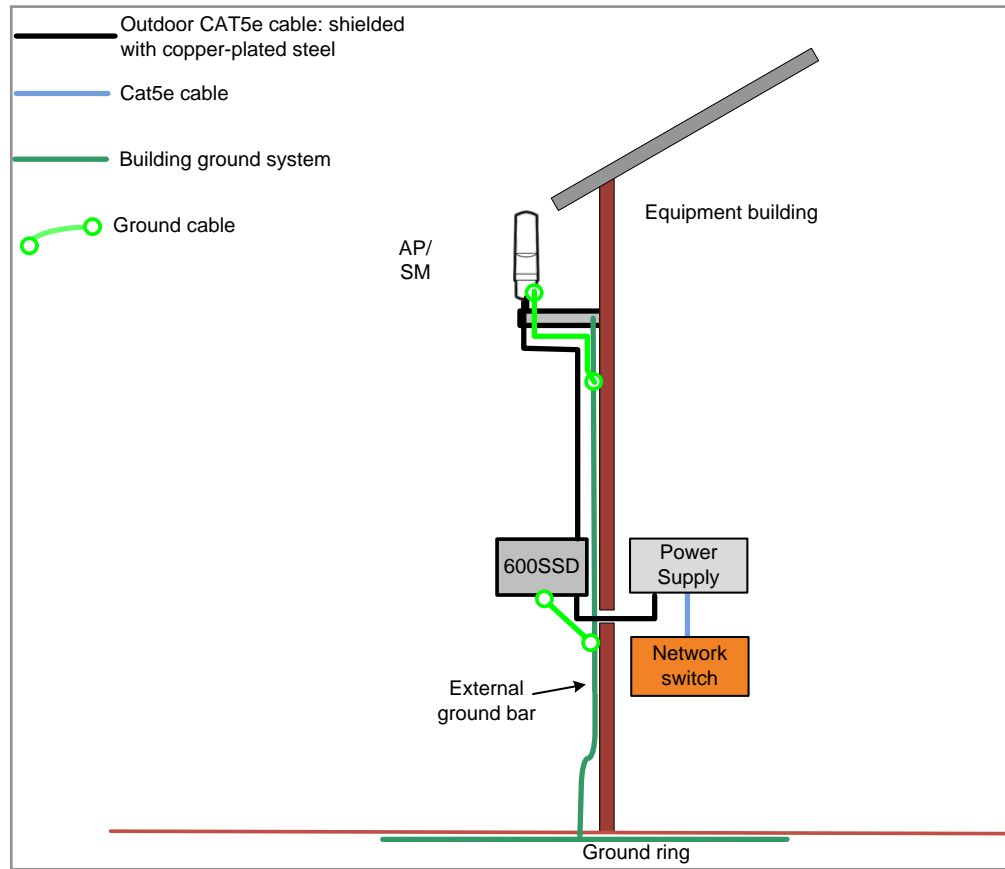 Outdoor CAT5e cable: shielded
with copper-plated steel
Cat5e cable
Building ground system
Ground cable
Equipment building
AP/
SM
600SSD
Power
Supply
Network
switch
External
ground bar
Ground ring